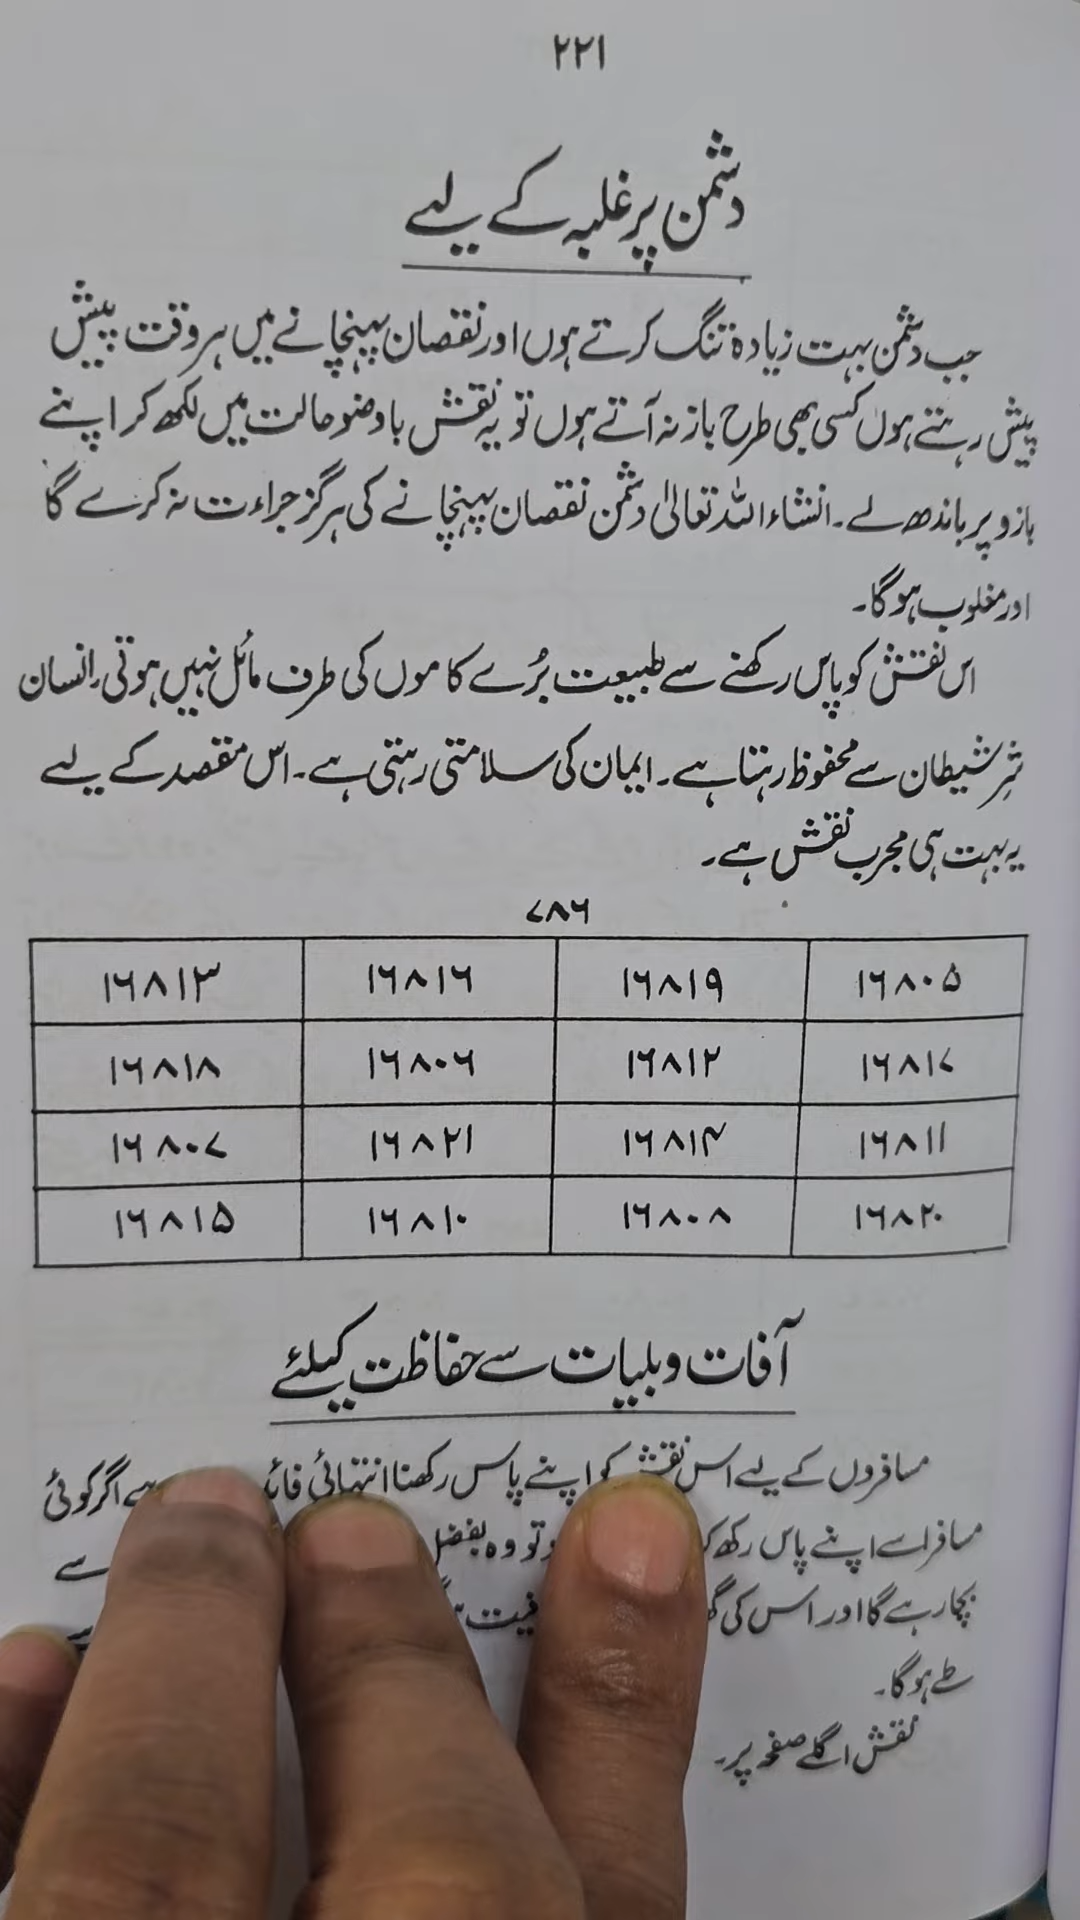 ۲۲۱
دشمن پر غلبہ کے لیے
جب دشمن بہت زیادہ تنگ کرتے ہوں اور نقصان پہنچانے میں ہر وقت پیش
پیش رہتے ہوں کسی بھی طرح باز نہ آتے ہوں تو یہ نقش باوضو حالت میں لکھ کر اپنے
بازو پر باندھ لے۔ انشاء اللہ تعالیٰ دشمن نقصان پہنچانے کی ہرگز جراءت نہ کرے گا
اور مغلوب ہوگا۔
اس نقش کو پاس رکھنے سے طبیعت بُرے کاموں کی طرف مائل نہیں ہوتی۔ انسان
شرِ شیطان سے محفوظ رہتا ہے۔ ایمان کی سلامتی رہتی ہے۔ اس مقصد کے لیے
یہ بہت ہی مجرب نقش ہے۔
۷۸۶
۱۶۸۰۵ ۱۶۸۱۹ ۱۶۸۱۶ ۱۶۸۱۳
۱۶۸۱۷ ۱۶۸۱۲ ۱۶۸۰۶ ۱۶۸۱۸
۱۶۸۱۱ ۱۶۸۱۴ ۱۶۸۲۱ ۱۶۸۰۷
۱۶۸۲۰ ۱۶۸۰۸ ۱۶۸۱۰ ۱۶۸۱۵
آفات و بلیات سے حفاظت کیلئے
مسافروں کے لیے اس نقش کو اپنے پاس رکھنا انتہائی ہے اگر کوئی
مسافر اسے اپنے پاس رکھ تو وہ بفضل سے
بچا رہے گا اور اس کی
طے ہوگا۔
نقش اگلے صفحہ پر۔